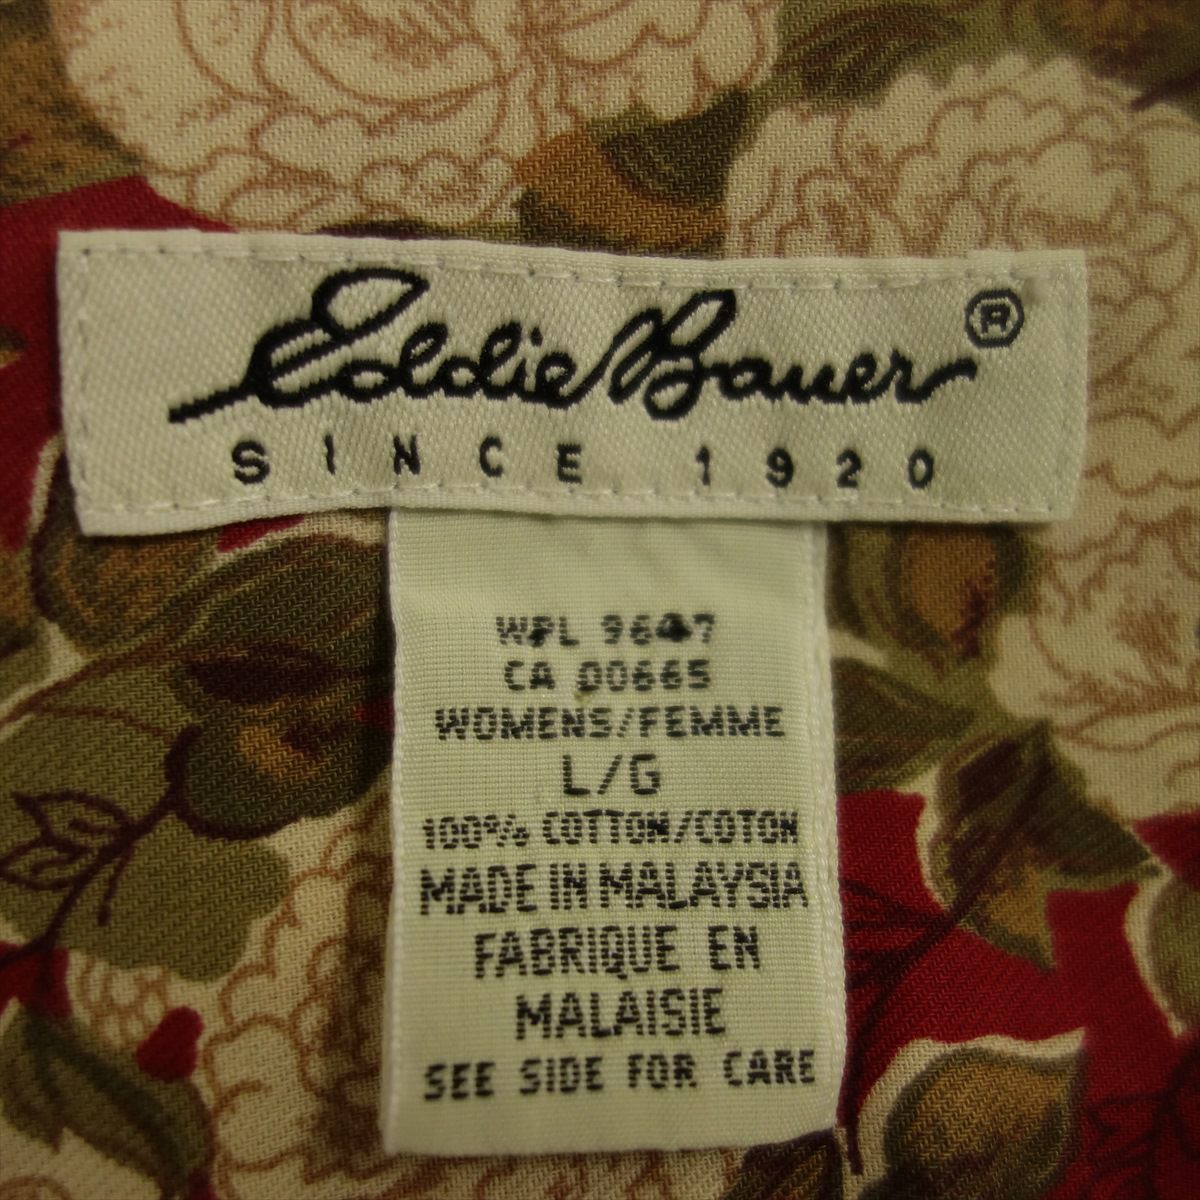 Eddie Bauer ®
SINCE 1920
WPL
CA 00665
WOMENS/FEMME
L/G
100% COTTON/COTON
MADE IN MALAYSIA
FABRIQUE EN
MALAISIE
SEE SIDE FOR CARE